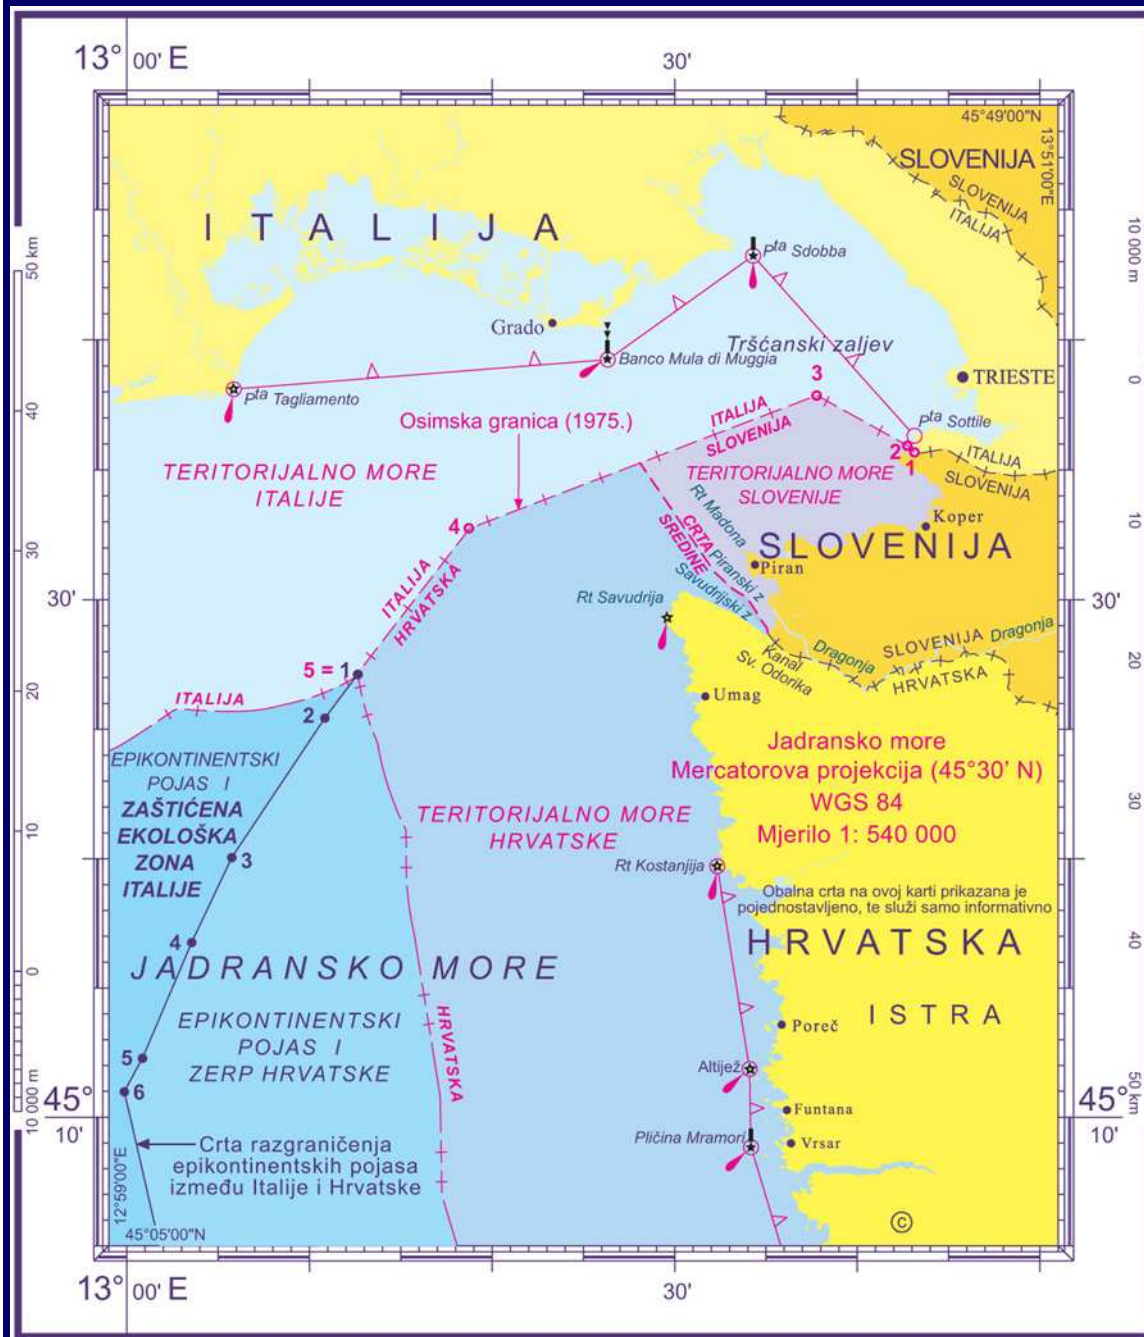 13° 00' E
30'
45°49'00"N
13°51'00"E
SLOVENIJA
SLOVENIJA
ITALIJA
ITALIJA
Pta Sdobba
50 km
10 000 m
Grado
Tršćanski zaljev
Banco Mula di Muggia
3
TRIESTE
0
Pta Tagliamento
40
Osimska granica (1975.)
ITALIJA
SLOVENIJA
Pta Sottile
2
1
ITALIJA
SLOVENIJA
TERITORIJALNO MORE
ITALIJE
TERITORIJALNO MORE
SLOVENIJE
Rt Madona
4
Koper
10
CRTA
SREDINE
SLOVENIJA
30
ITALIJA
HRVATSKA
Piran
Piranski z
Savudrijski z
30'
Rt Savudrija
30'
Kanal
Sv. Odorika
Dragonja
SLOVENIJA
Dragonja
HRVATSKA
20
5 = 1
20
ITALIJA
2
Umag
EPIKONTINENTSKI
POJAS I
ZAŠTIĆENA
EKOLOŠKA
ZONA
ITALIJE
Jadransko more
Mercatorova projekcija (45°30' N)
WGS 84
Mjerilo 1: 540 000
TERITORIJALNO MORE
HRVATSKE
10
30
3
Rt Kostanjija
Obalna crta na ovoj karti prikazana je
pojednostavljeno, te služi samo informativno
4
HRVATSKA
40
JADRANSKO MORE
0
ISTRA
EPIKONTINENTSKI
POJAS I
ZERP HRVATSKE
HRVATSKA
Poreč
5
Altijež
6
10 000 m
50 km
45°
10'
45°
10'
Funtana
Pličina Mramori
Vrsar
Crta razgraničenja
epikontinentskih pojasa
između Italije i Hrvatske
12°59'00"E
45°05'00"N
©
13° 00' E
30'